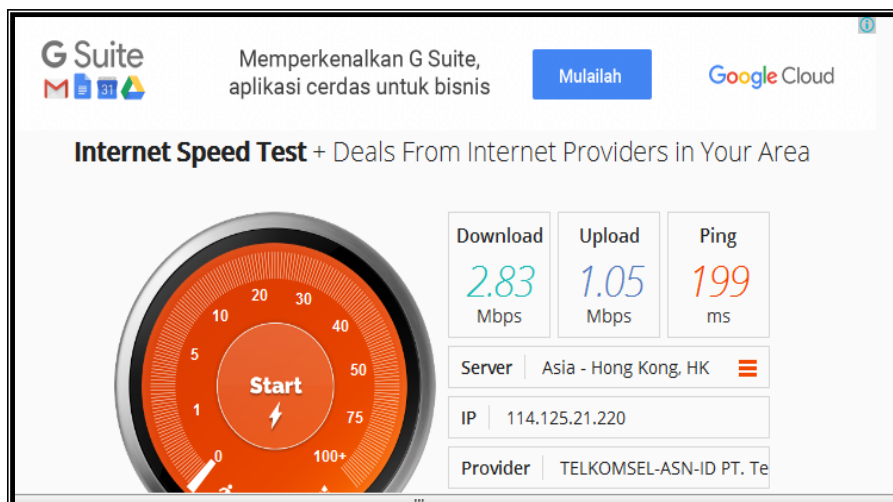 G Suite
31
Memperkenalkan G Suite,
aplikasi cerdas untuk bisnis
Mulailah
Google Cloud
Internet Speed Test + Deals From Internet Providers in Your Area
Download
2.83
Mbps
Upload
1.05
Mbps
Ping
199
ms
0
1
5
10
20
30
40
50
75
100+
Start
Server Asia - Hong Kong, HK
IP 114.125.21.220
Provider TELKOMSEL-ASN-ID PT. Te